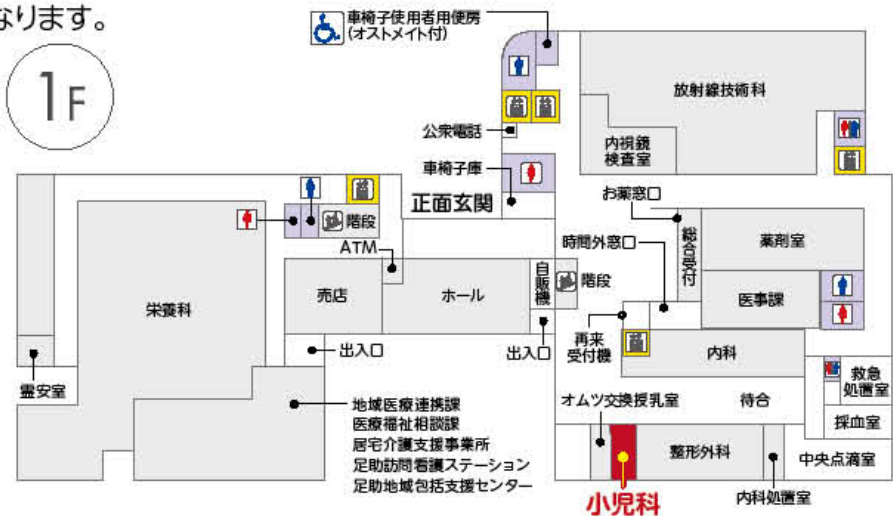 なります。
1F
車椅子使用者用便房
(オストメイト付)
放射線技術科
公衆電話
内視鏡
検査室
車椅子庫
正面玄関
お薬窓口
階段
ATM
時間外窓口
総合受付
薬剤室
栄養科
売店
ホール
自販機
階段
医事課
出入口
出入口
再来
受付機
内科
霊安室
救急
処置室
地域医療連携課
医療福祉相談課
居宅介護支援事業所
足助訪問看護ステーション
足助地域包括支援センター
オムツ交換授乳室
待合
採血室
整形外科
中央点滴室
小児科
内科処置室